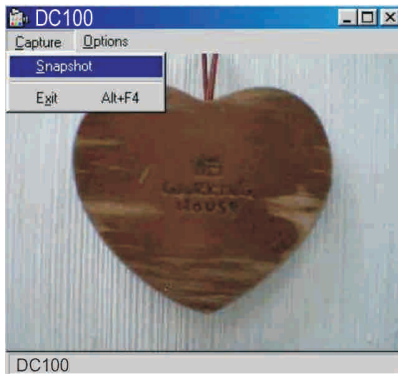 DC100
Capture Options
Snapshot
Exit Alt+F4
House
DC100